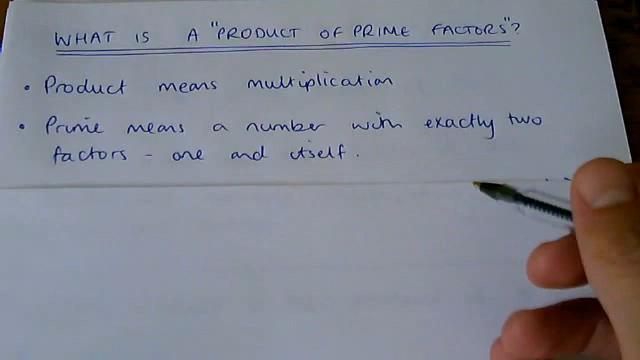 WHAT IS A "PRODUCT OF PRIME FACTORS"?
• Product means multiplication
• Prime means a number with exactly two
factors - one and itself.